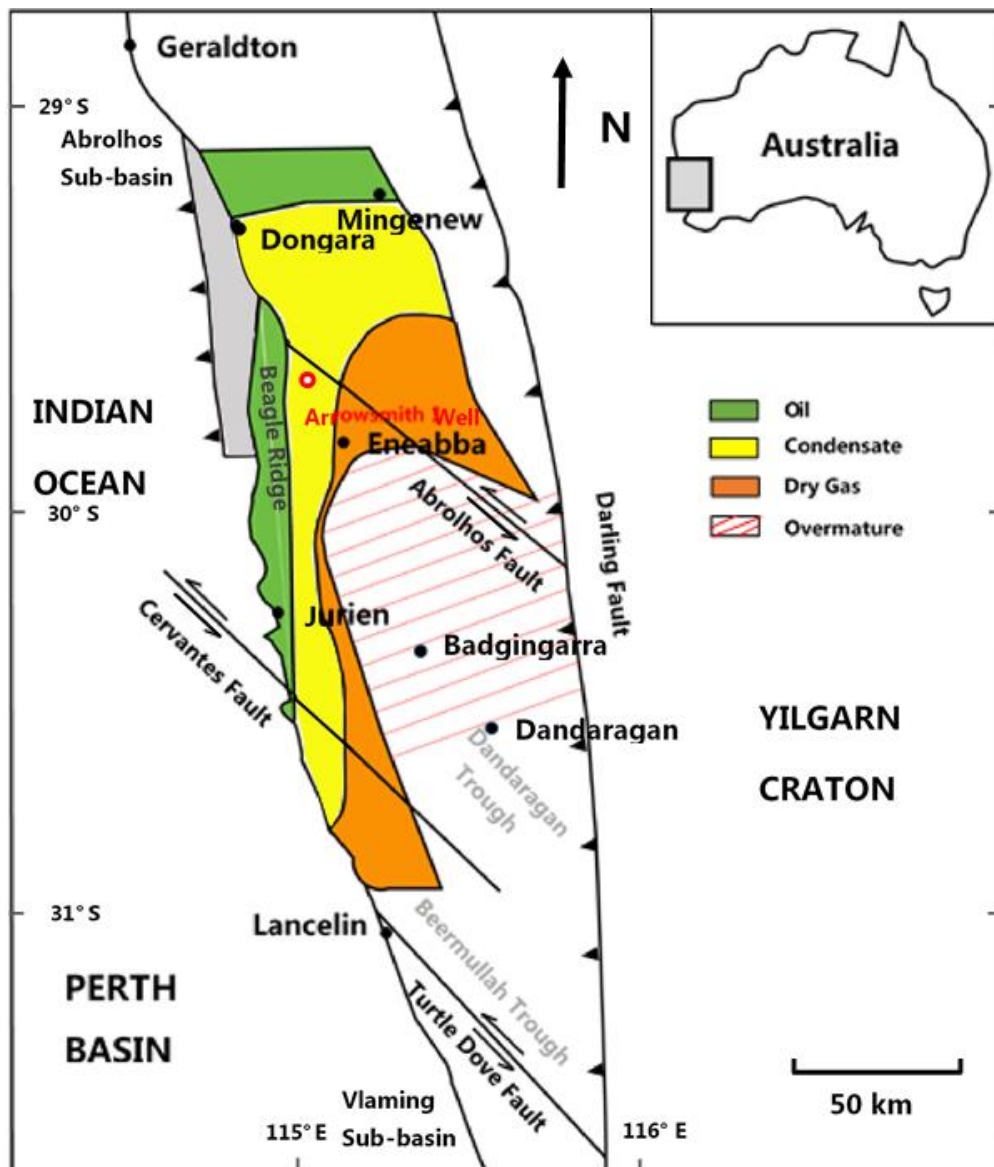 Geraldton
29° S
N
Australia
Abrolhos
Sub-basin
Mingenew
Dongara
INDIAN
OCEAN
Beagle Ridge
Arrowsmith 1Well
Eneabba
Oil
Condensate
Dry Gas
Overmature
30° S
Abrolhos Fault
Darling Fault
Jurien
Cervantes Fault
Badgingarra
Dandaragan
Dandaragan
Trough
YILGARN
CRATON
31° S
Lancelin
Beermullah Trough
PERTH
BASIN
Turtle Dove Fault
50 km
Vlaming
Sub-basin
115° E
116° E